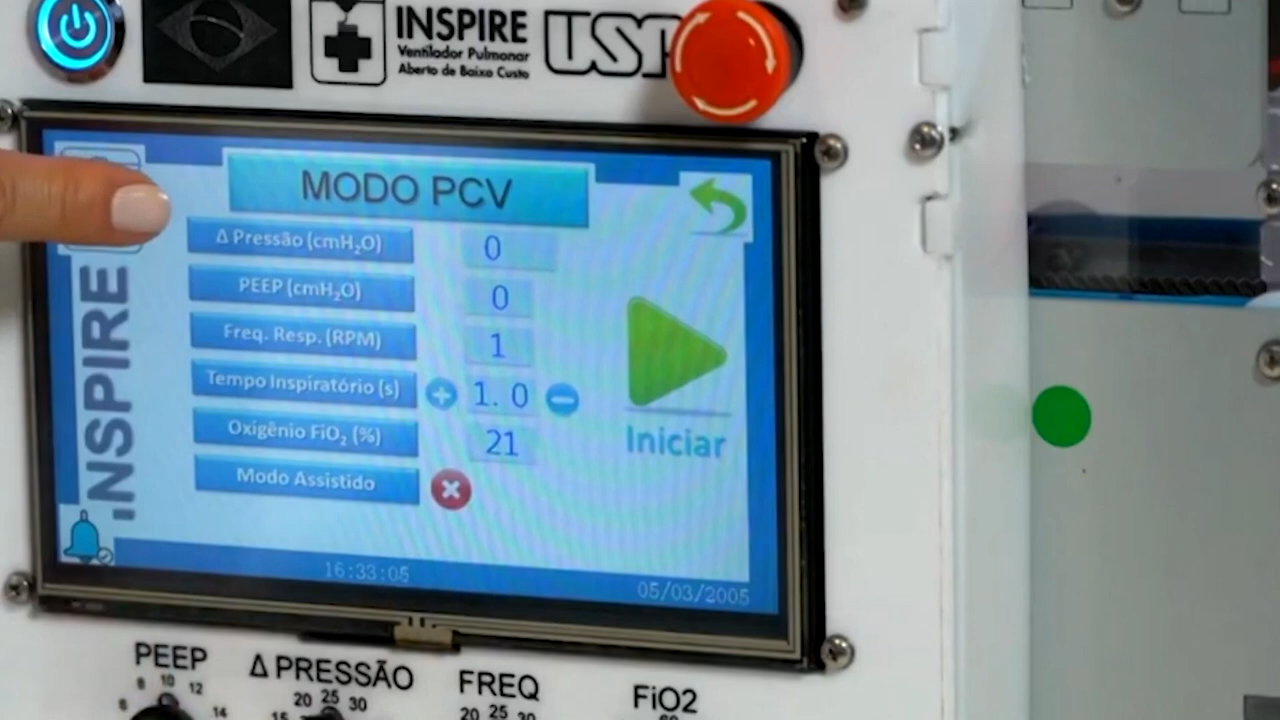 INSPIRE
Ventilador Pulmonar
Aberto de Baixo Custo
USP
MODO PCV
Δ Pressão (cmH₂O) 0
PEEP (cmH₂O) 0
Freq. Resp. (RPM) 1
Tempo Inspiratório (s) 1.0
Oxigênio FiO₂ (%) 21
Modo Assistido
Iniciar
INSPIRE
16:33:05
05/03/2005
PEEP
Δ PRESSÃO
FREQ
FiO2
8 10 12
20 25 30
20 25 30
6 14
15
60